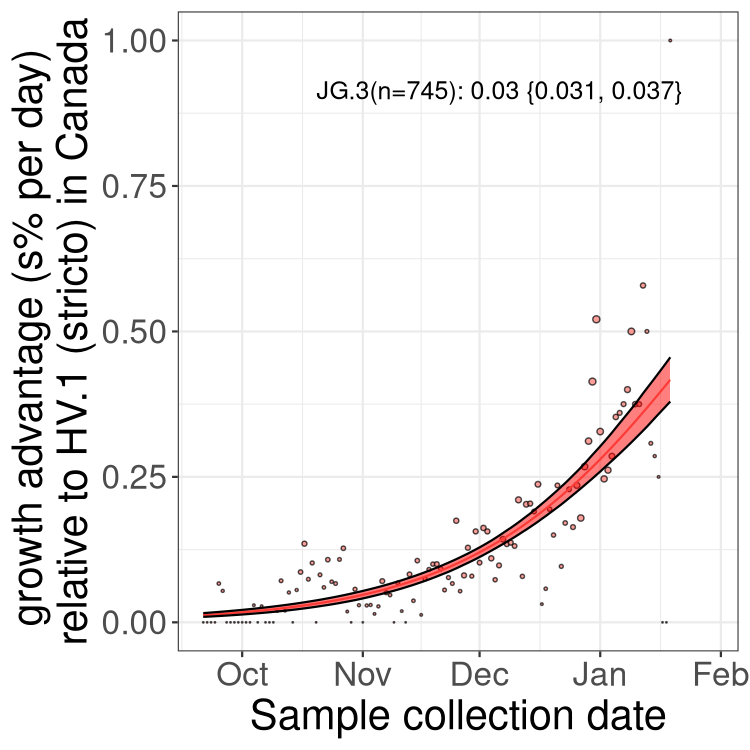 growth advantage (s% per day)
relative to HV.1 (stricto) in Canada
1.00
JG.3(n=745): 0.03 {0.031, 0.037}
0.75
0.50
0.25
0.00
Oct Nov Dec Jan Feb
Sample collection date